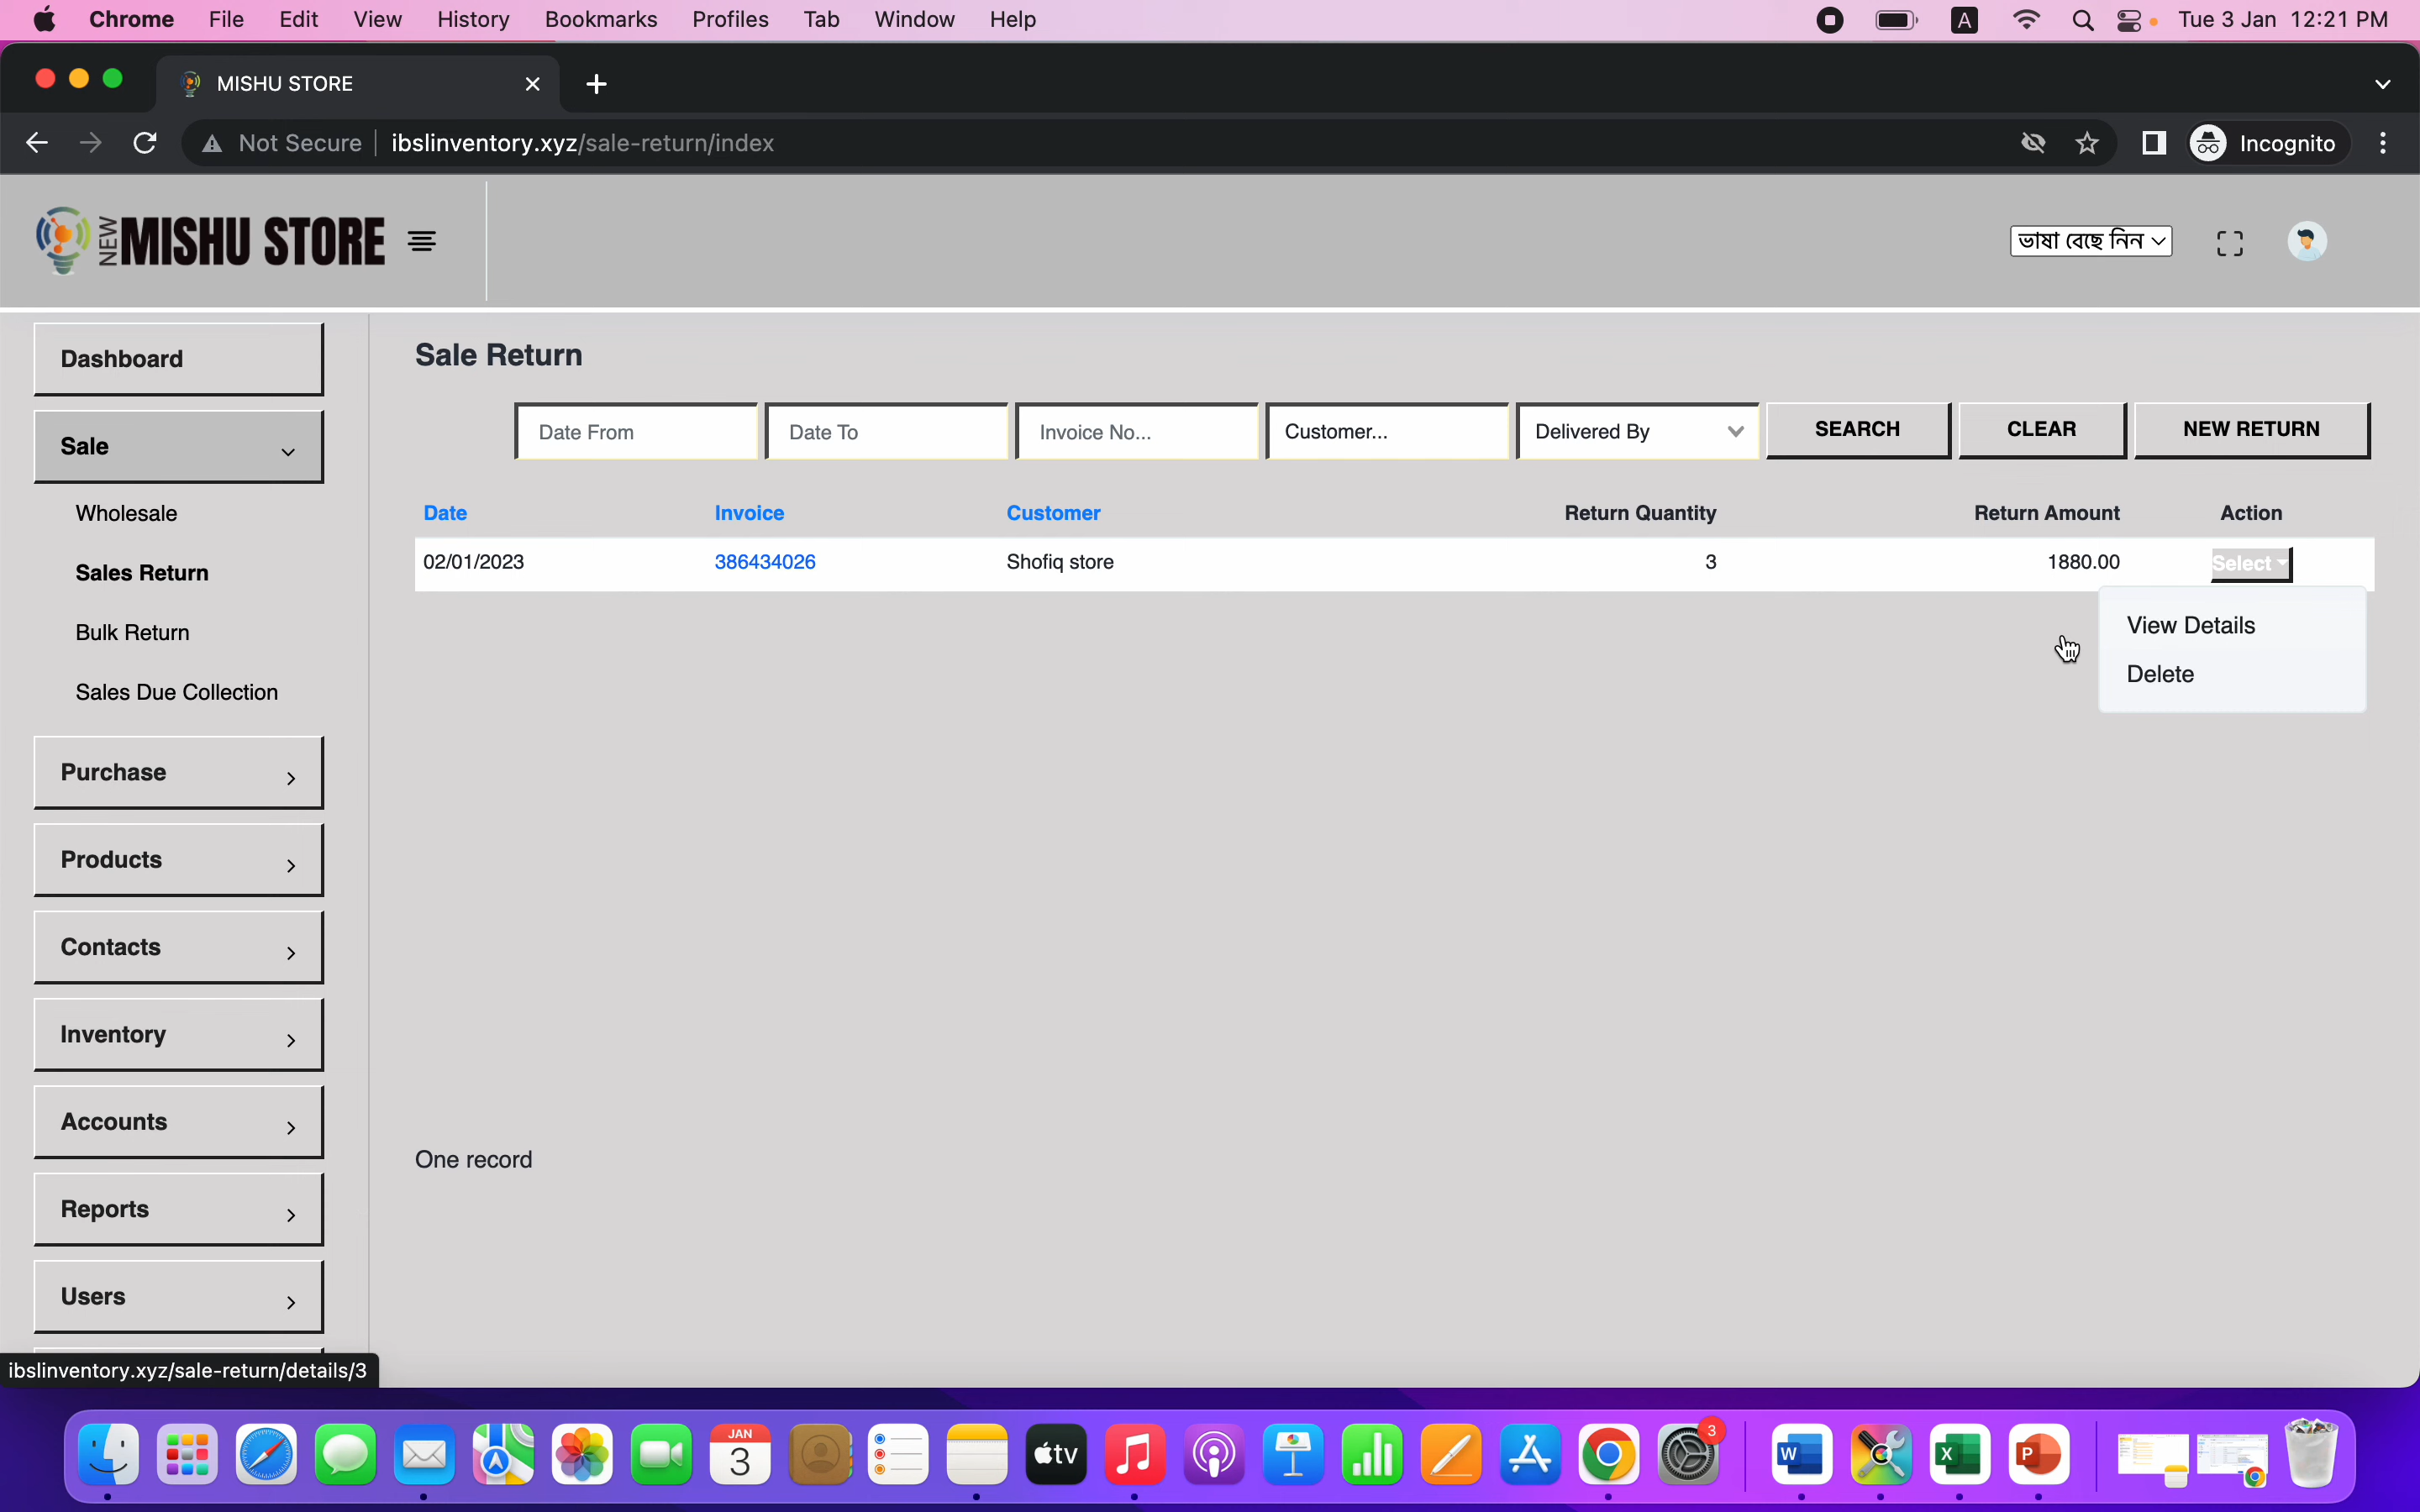 Chrome File Edit View History Bookmarks Profiles Tab Window Help A Tue 3 Jan 12:21 PM
MISHU STORE
Not Secure ibslinventory.xyz/sale-return/index Incognito
NEW MISHU STORE ভাষা বেছে নিন
Dashboard
Sale
Wholesale
Sales Return
Bulk Return
Sales Due Collection
Purchase
Products
Contacts
Inventory
Accounts
Reports
Users
Sale Return
Date From Date To Invoice No... Customer... Delivered By SEARCH CLEAR NEW RETURN
Date Invoice Customer Return Quantity Return Amount Action
02/01/2023 386434026 Shofiq store 3 1880.00 Select
View Details
Delete
One record
ibslinventory.xyz/sale-return/details/3
JAN
3
tv
3
W
X
P